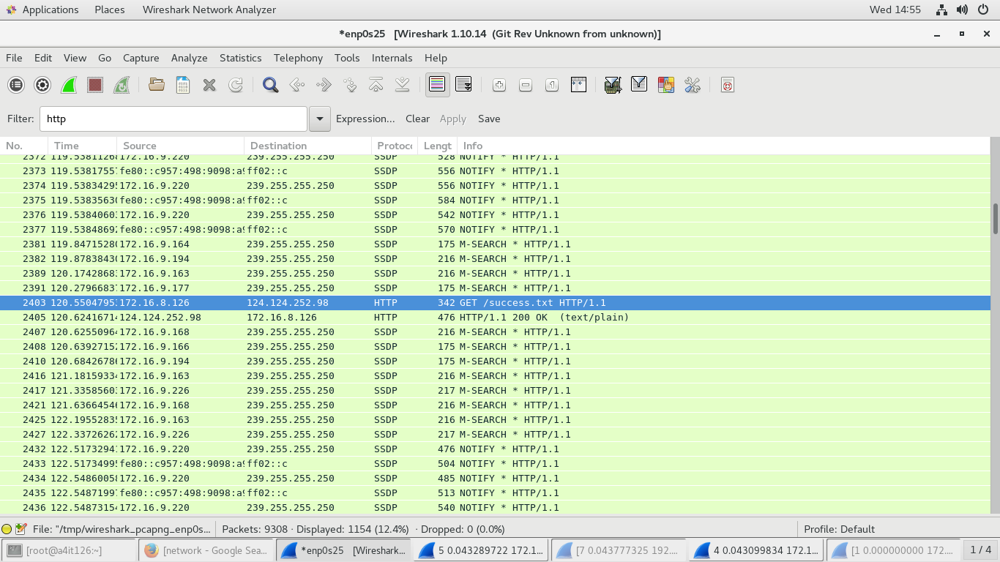 Applications Places Wireshark Network Analyzer Wed 14:55
*enp0s25 [Wireshark 1.10.14 (Git Rev Unknown from unknown)]
File Edit View Go Capture Analyze Statistics Telephony Tools Internals Help
Filter: http Expression... Clear Apply Save
No. Time Source Destination Protoc Lengt Info
2372 119.5381126 172.16.9.220 239.255.255.250 SSDP 528 NOTIFY * HTTP/1.1
2373 119.5381755 fe80::c957:498:9098:a9 ff02::c SSDP 556 NOTIFY * HTTP/1.1
2374 119.5383429 172.16.9.220 239.255.255.250 SSDP 556 NOTIFY * HTTP/1.1
2375 119.5383563 fe80::c957:498:9098:a9 ff02::c SSDP 584 NOTIFY * HTTP/1.1
2376 119.5384060 172.16.9.220 239.255.255.250 SSDP 542 NOTIFY * HTTP/1.1
2377 119.5384869 fe80::c957:498:9098:a9 ff02::c SSDP 570 NOTIFY * HTTP/1.1
2381 119.8471528 172.16.9.164 239.255.255.250 SSDP 175 M-SEARCH * HTTP/1.1
2382 119.8783843 172.16.9.194 239.255.255.250 SSDP 216 M-SEARCH * HTTP/1.1
2389 120.1742868 172.16.9.163 239.255.255.250 SSDP 216 M-SEARCH * HTTP/1.1
2391 120.2796683 172.16.9.177 239.255.255.250 SSDP 175 M-SEARCH * HTTP/1.1
2403 120.5504795 172.16.8.126 124.124.252.98 HTTP 342 GET /success.txt HTTP/1.1
2405 120.6241671 124.124.252.98 172.16.8.126 HTTP 476 HTTP/1.1 200 OK (text/plain)
2407 120.6255096 172.16.9.168 239.255.255.250 SSDP 216 M-SEARCH * HTTP/1.1
2408 120.6392715 172.16.9.166 239.255.255.250 SSDP 175 M-SEARCH * HTTP/1.1
2410 120.6842678 172.16.9.194 239.255.255.250 SSDP 175 M-SEARCH * HTTP/1.1
2416 121.1815933 172.16.9.163 239.255.255.250 SSDP 216 M-SEARCH * HTTP/1.1
2417 121.3358560 172.16.9.226 239.255.255.250 SSDP 217 M-SEARCH * HTTP/1.1
2421 121.6366454 172.16.9.168 239.255.255.250 SSDP 216 M-SEARCH * HTTP/1.1
2425 122.1955283 172.16.9.163 239.255.255.250 SSDP 216 M-SEARCH * HTTP/1.1
2427 122.3372626 172.16.9.226 239.255.255.250 SSDP 217 M-SEARCH * HTTP/1.1
2432 122.5173294 172.16.9.220 239.255.255.250 SSDP 476 NOTIFY * HTTP/1.1
2433 122.5173499 fe80::c957:498:9098:a9 ff02::c SSDP 504 NOTIFY * HTTP/1.1
2434 122.5486005 172.16.9.220 239.255.255.250 SSDP 485 NOTIFY * HTTP/1.1
2435 122.5487199 fe80::c957:498:9098:a9 ff02::c SSDP 513 NOTIFY * HTTP/1.1
2436 122.5487315 172.16.9.220 239.255.255.250 SSDP 540 NOTIFY * HTTP/1.1
File: "/tmp/wireshark_pcapng_enp0s... Packets: 9308 · Displayed: 1154 (12.4%) · Dropped: 0 (0.0%) Profile: Default
[root@a4it126:~] [network - Google Sea... *enp0s25 [Wireshark... 5 0.043289722 172.1... [7 0.043777325 192.... 4 0.043099834 172.1... [1 0.000000000 172.... 1 / 4